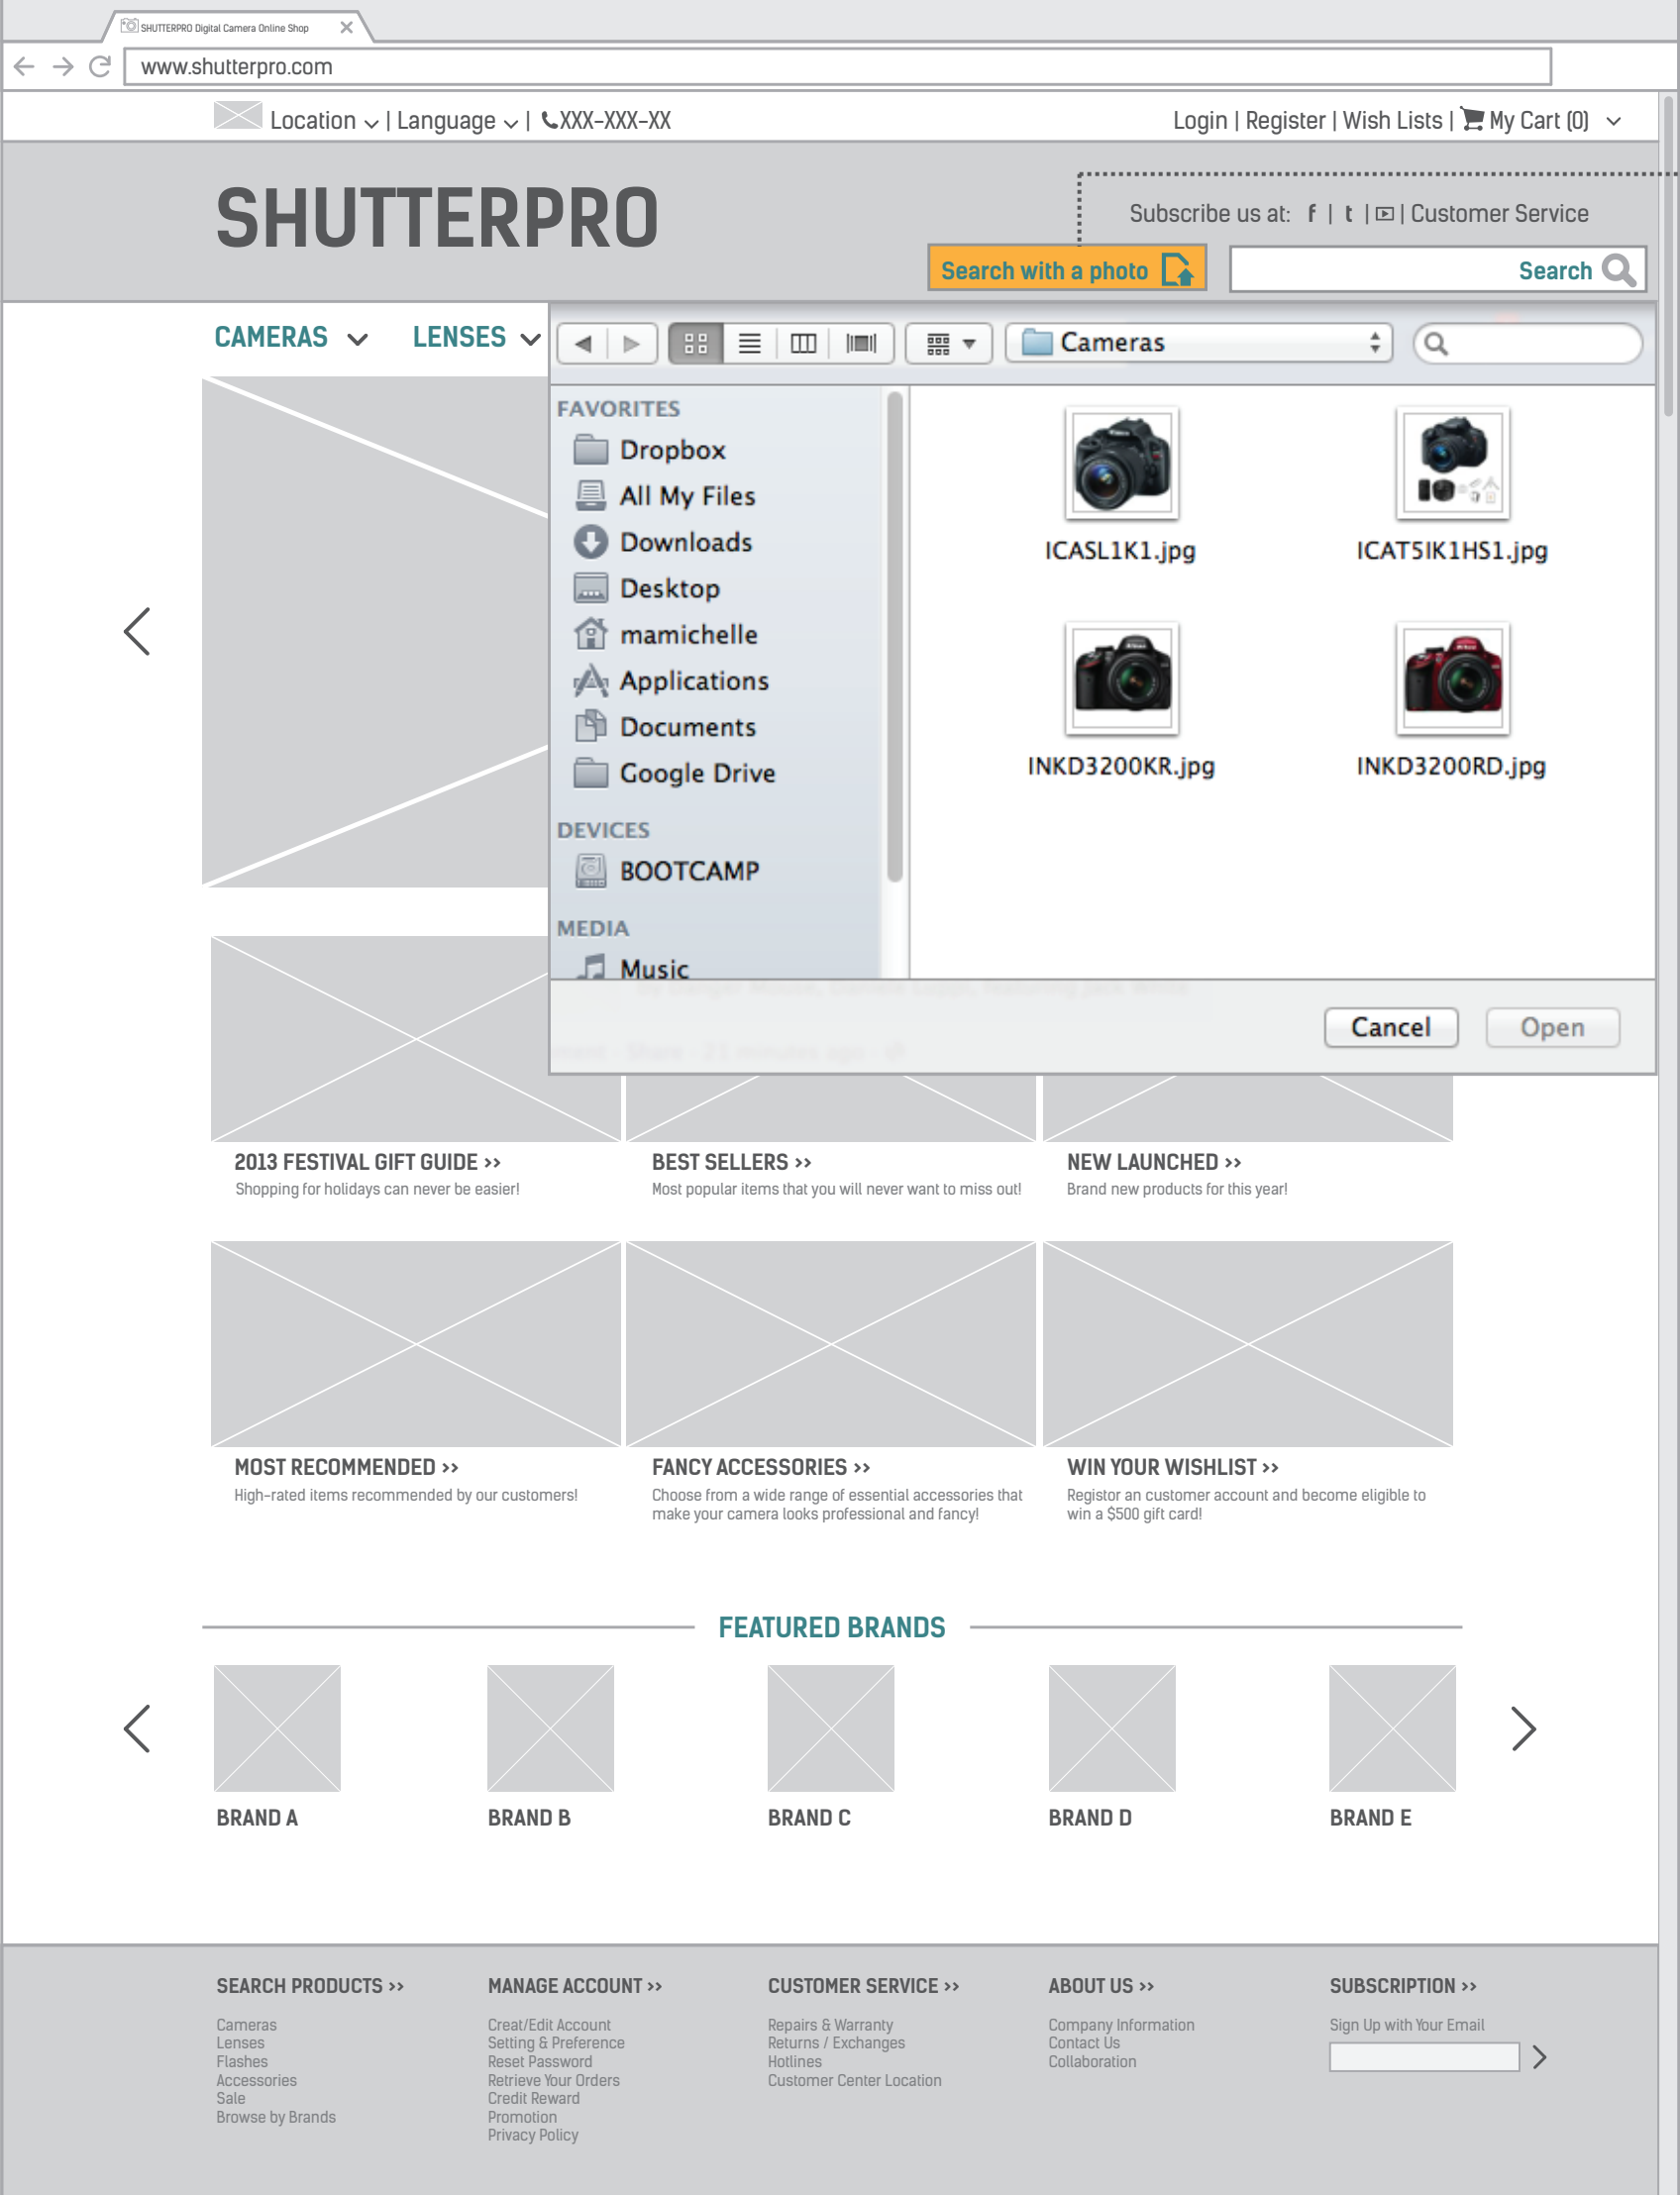 SHUTTERPRO Digital Camera Online Shop
www.shutterpro.com
Location | Language | XXX-XXX-XX
Login | Register | Wish Lists | My Cart (0)
SHUTTERPRO
Subscribe us at: f | t | | Customer Service
Search with a photo
Search
CAMERAS LENSES
Cameras
FAVORITES
Dropbox
All My Files
Downloads
Desktop
mamichelle
Applications
Documents
Google Drive
DEVICES
BOOTCAMP
MEDIA
Music
ICASL1K1.jpg
ICAT5IK1HS1.jpg
INKD3200KR.jpg
INKD3200RD.jpg
Cancel
Open
2013 FESTIVAL GIFT GUIDE >>
Shopping for holidays can never be easier!
BEST SELLERS >>
Most popular items that you will never want to miss out!
NEW LAUNCHED >>
Brand new products for this year!
MOST RECOMMENDED >>
High-rated items recommended by our customers!
FANCY ACCESSORIES >>
Choose from a wide range of essential accessories that
make your camera looks professional and fancy!
WIN YOUR WISHLIST >>
Registor an customer account and become eligible to
win a $500 gift card!
FEATURED BRANDS
BRAND A
BRAND B
BRAND C
BRAND D
BRAND E
SEARCH PRODUCTS >>
Cameras
Lenses
Flashes
Accessories
Sale
Browse by Brands
MANAGE ACCOUNT >>
Creat/Edit Account
Setting & Preference
Reset Password
Retrieve Your Orders
Credit Reward
Promotion
Privacy Policy
CUSTOMER SERVICE >>
Repairs & Warranty
Returns / Exchanges
Hotlines
Customer Center Location
ABOUT US >>
Company Information
Contact Us
Collaboration
SUBSCRIPTION >>
Sign Up with Your Email